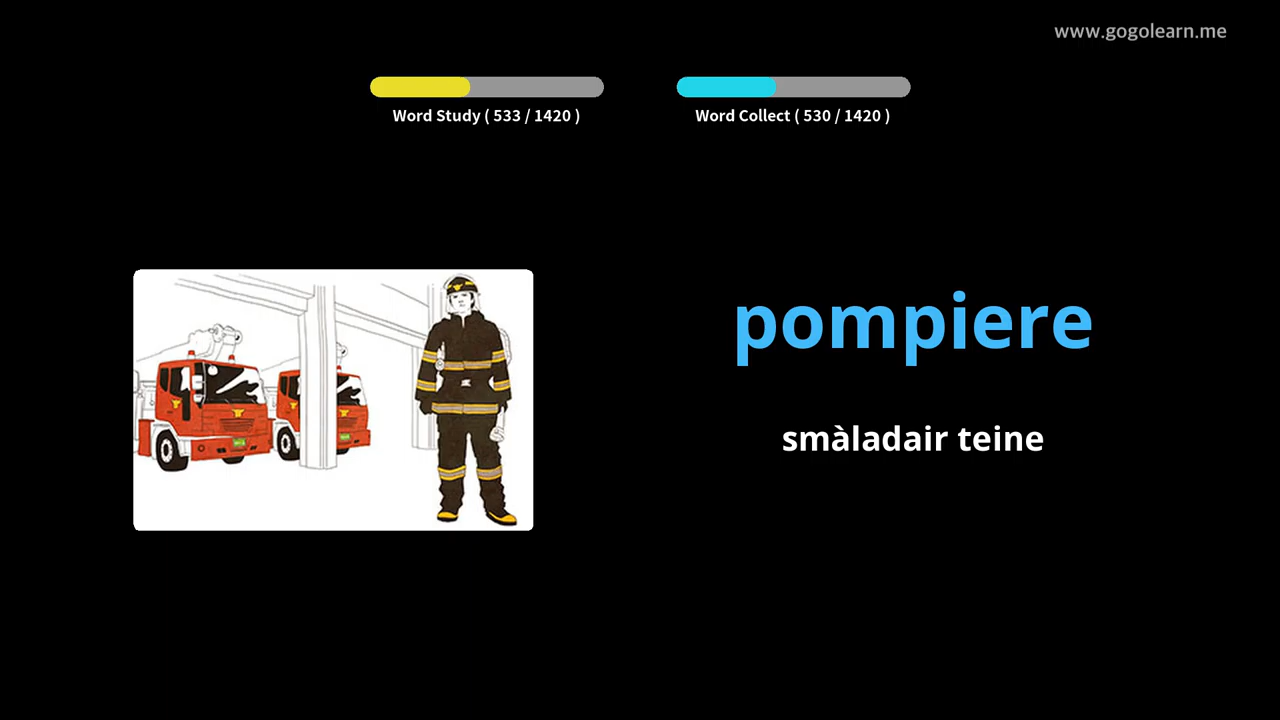 www.gogolearn.me
Word Study ( 533 / 1420 )
Word Collect ( 530 / 1420 )
pompiere
smàladair teine